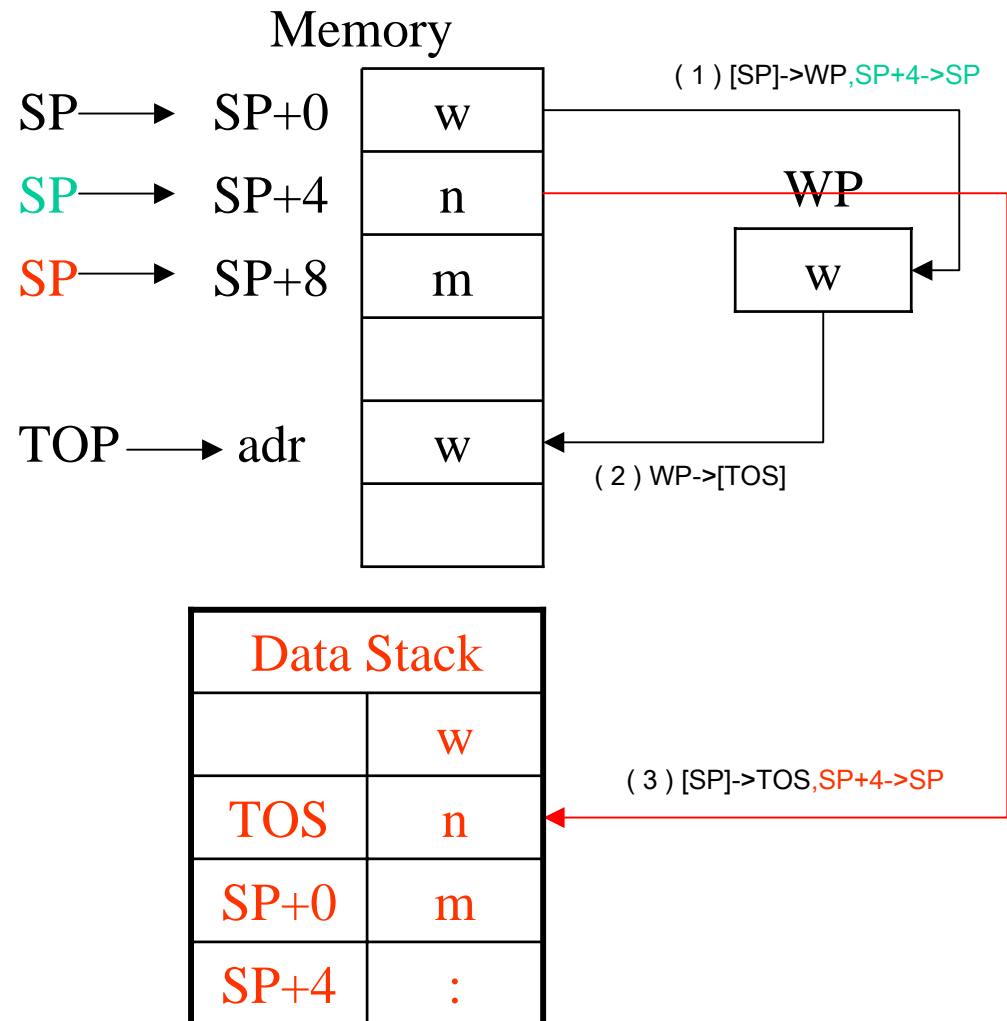 Memory
( 1 ) [SP]->WP,SP+4->SP
SP SP+0 w
SP SP+4 n WP
SP SP+8 m w
TOP adr w
( 2 ) WP->[TOS]
Data Stack
w
( 3 ) [SP]->TOS,SP+4->SP
TOS n
SP+0 m
SP+4 :